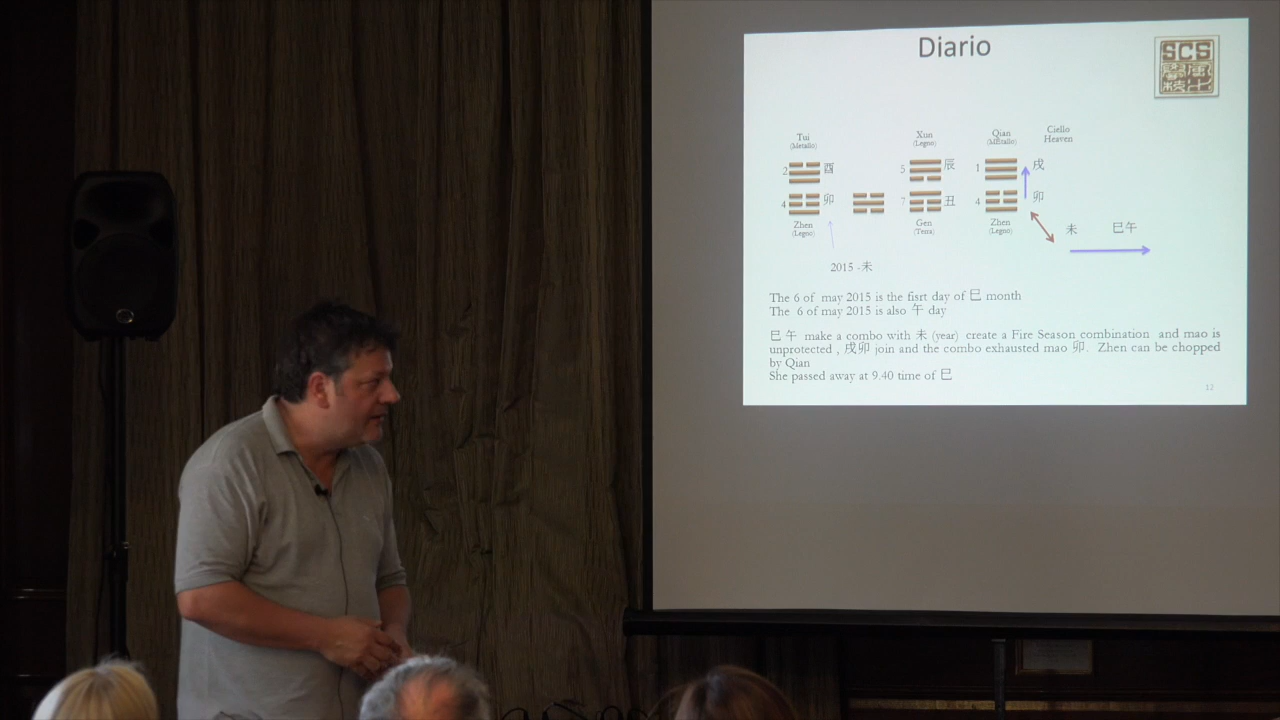 Diario
SCS
Tui
(Metallo)
Xun
(Legno)
Qian
(Metallo)
Ciello
Heaven
2 酉
5 辰
1 戌
4 卯
7 丑
4 卯
Zhen
(Legno)
Gen
(Terra)
Zhen
(Legno)
未 巳午
2015 -未
The 6 of may 2015 is the fisrt day of 巳 month
The 6 of may 2015 is also 午 day
巳 午 make a combo with 未 (year) create a Fire Season combination and mao is
unprotected , 戌卯 join and the combo exhausted mao 卯. Zhen can be chopped
by Qian
She passed away at 9.40 time of 巳
12